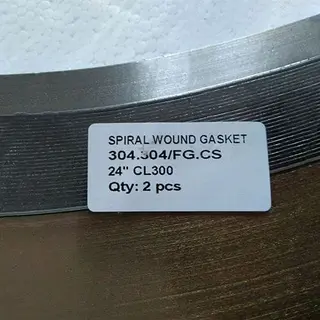 SPIRAL WOUND GASKET
304.304/FG.CS
24" CL300
Qty: 2 pcs